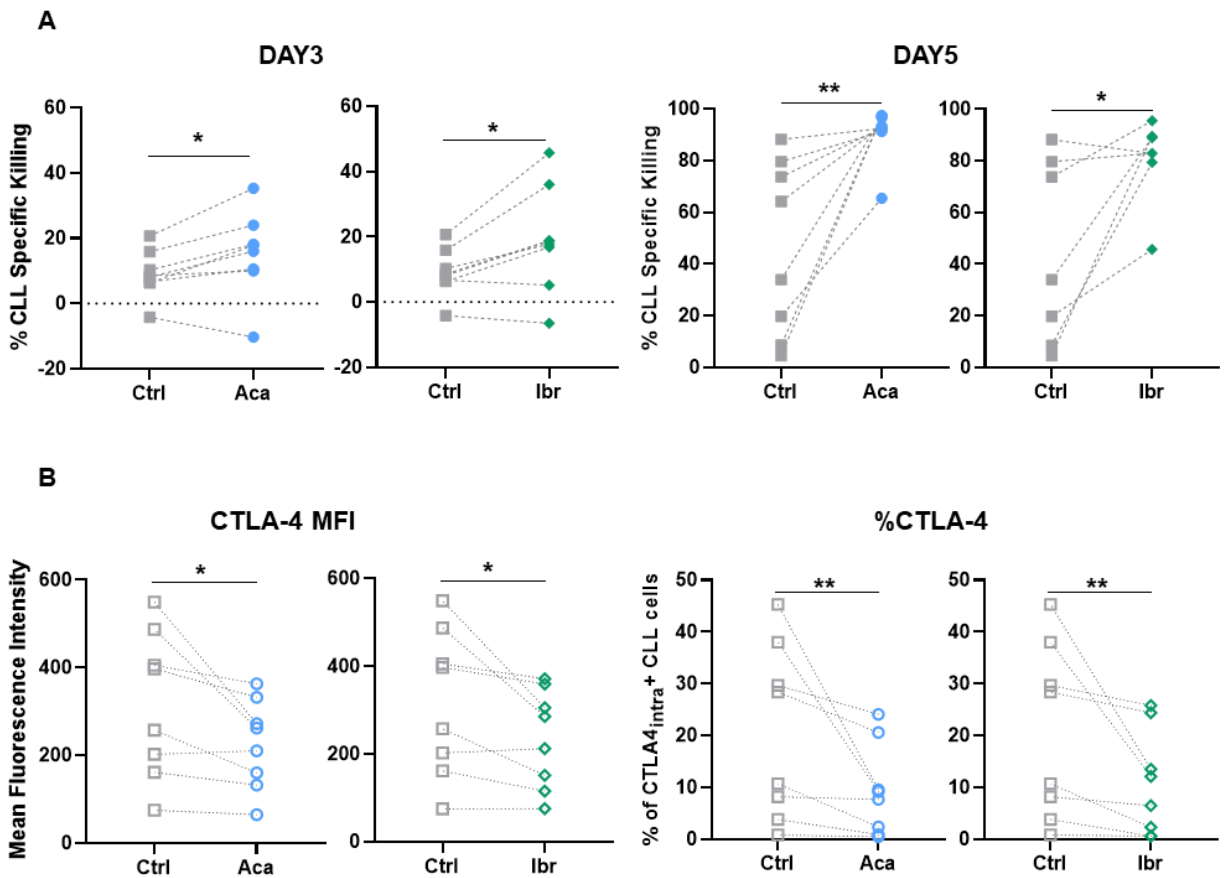 A
DAY3
DAY5
% CLL Specific Killing
60
40
20
0
-20
*
Ctrl
Aca
60
40
20
0
-20
*
Ctrl
Ibr
% CLL Specific Killing
100
80
60
40
20
0
**
Ctrl
Aca
100
80
60
40
20
0
*
Ctrl
Ibr
B
CTLA-4 MFI
%CTLA-4
Mean Fluorescence Intensity
600
400
200
0
*
Ctrl
Aca
600
400
200
0
*
Ctrl
Ibr
% of CTLA4intra+ CLL cells
50
40
30
20
10
0
**
Ctrl
Aca
50
40
30
20
10
0
**
Ctrl
Ibr